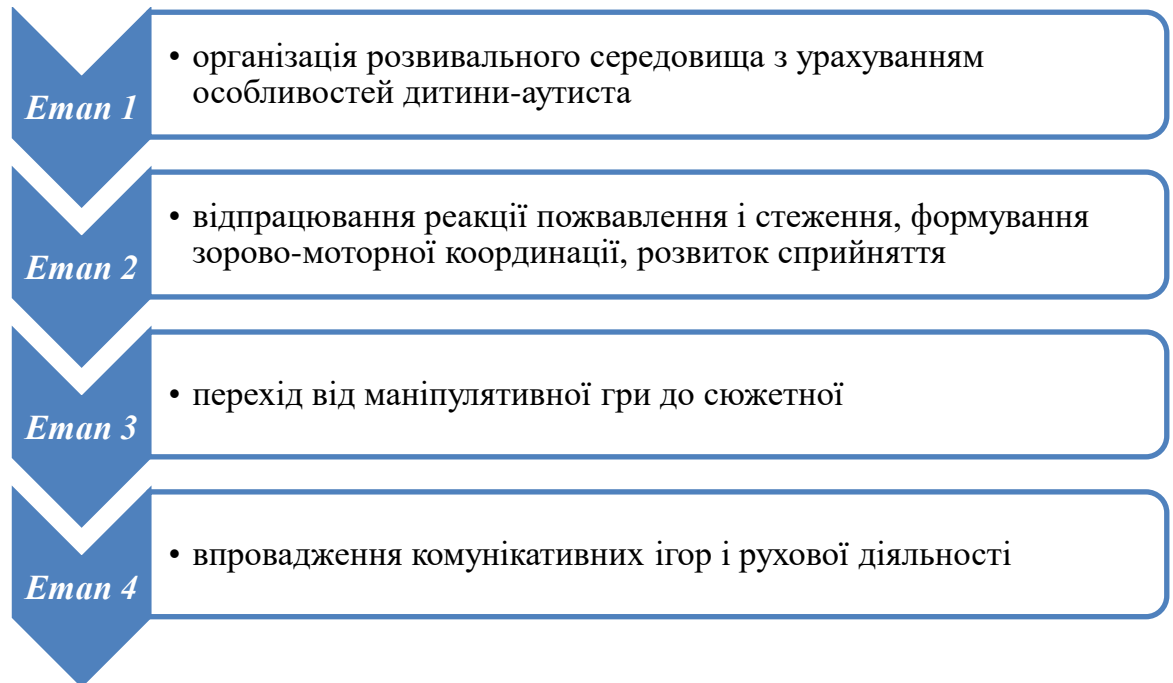 Етап 1
• організація розвивального середовища з урахуванням
особливостей дитини-аутиста
Етап 2
• відпрацювання реакції пожвавлення і стеження, формування
зорово-моторної координації, розвиток сприйняття
Етап 3
• перехід від маніпулятивної гри до сюжетної
Етап 4
• впровадження комунікативних ігор і рухової діяльності